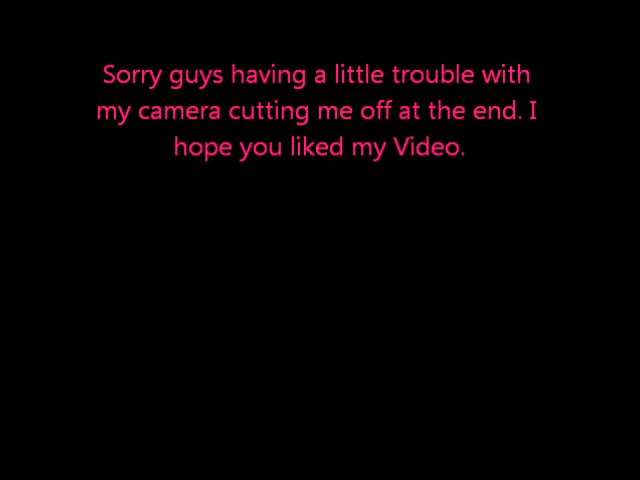 Sorry guys having a little trouble with
my camera cutting me off at the end. I
hope you liked my Video.